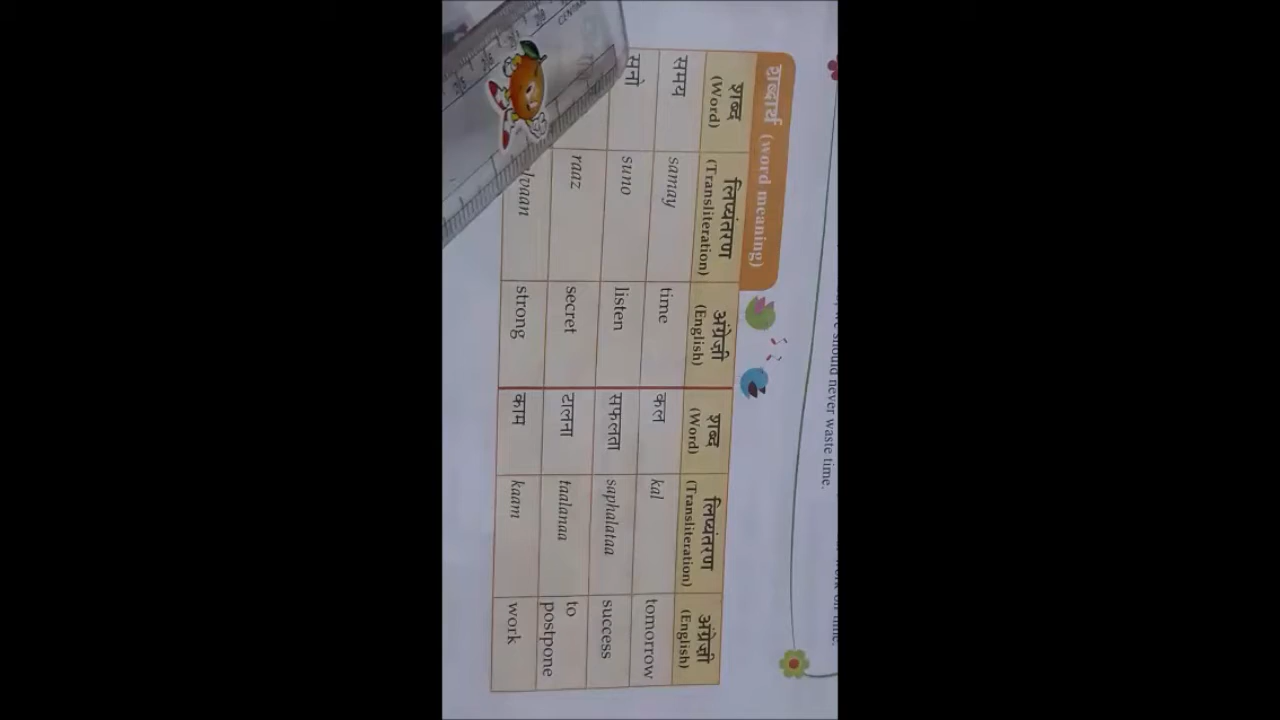 we should never waste time.
शब्दार्थ (word meaning)
शब्द लिप्यंतरण अंग्रेज़ी शब्द लिप्यंतरण अंग्रेज़ी
(Word) (Transliteration) (English) (Word) (Transliteration) (English)
समय samay time कल kal tomorrow
सुनो suno listen सफलता saphalataa success
raaz secret टालना taalanaa to
postpone
strong काम kaam work